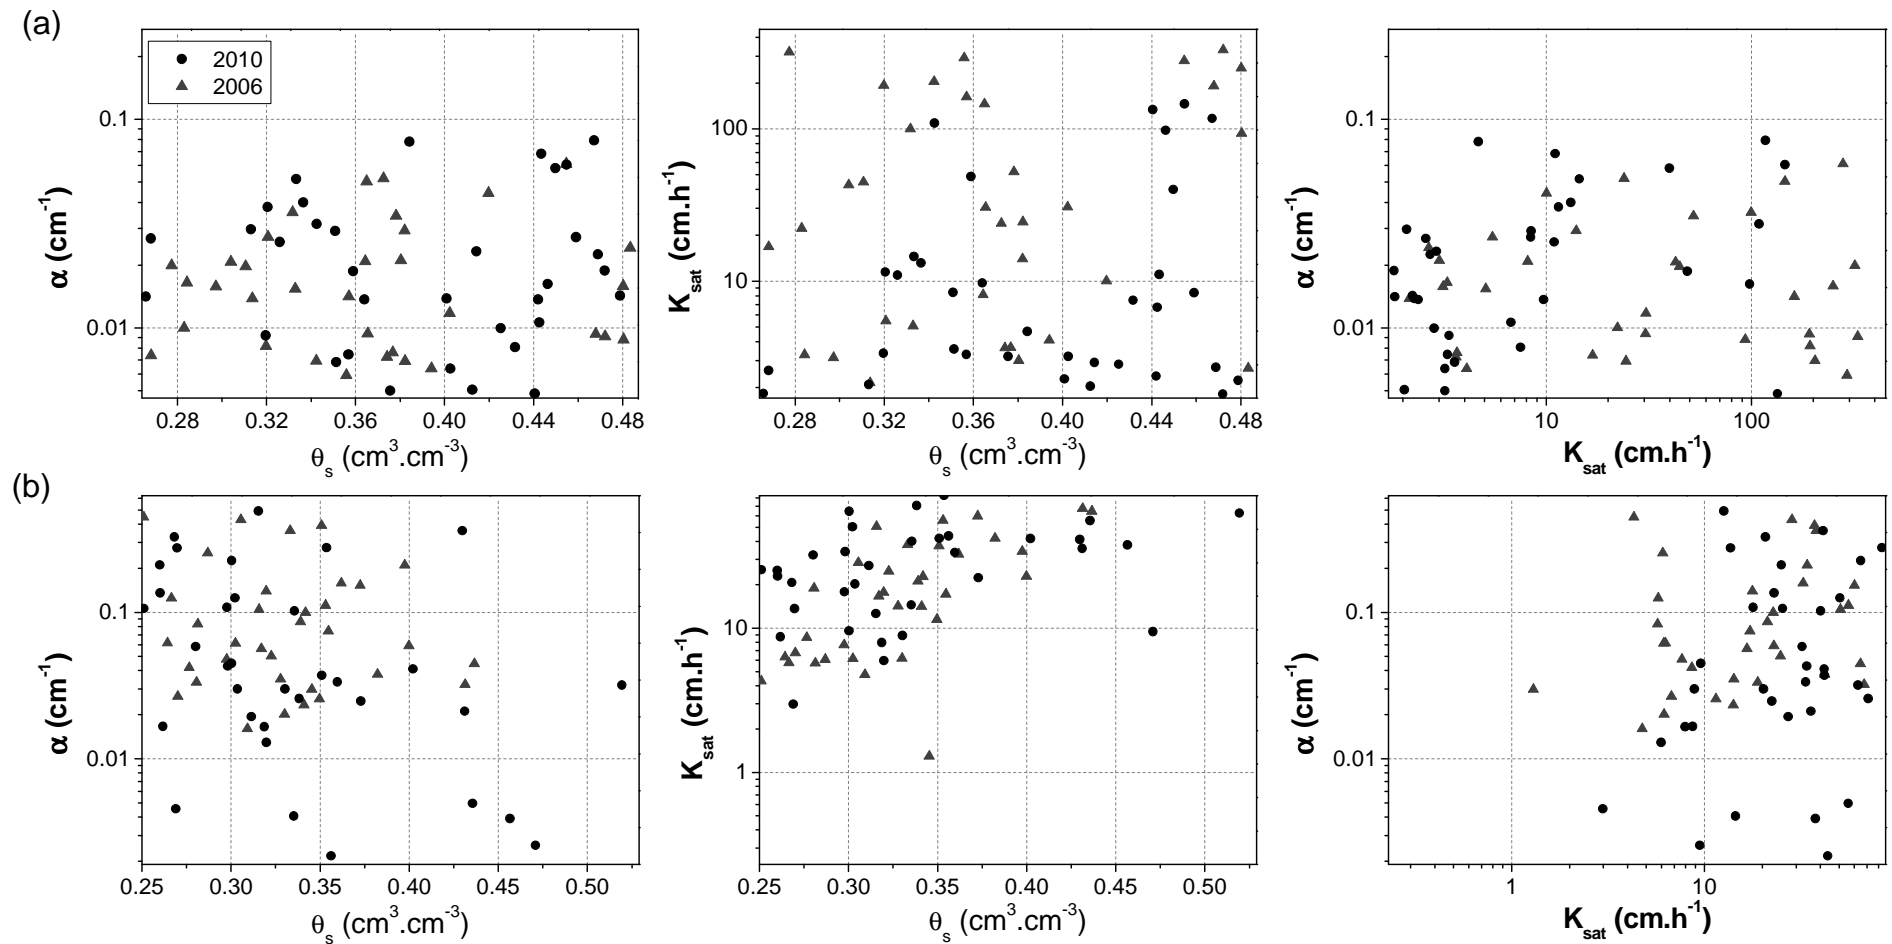 (a)
2010
2006
0.1
0.01
α (cm⁻¹)
0.28 0.32 0.36 0.40 0.44 0.48
θs (cm³.cm⁻³)
100
10
Ksat (cm.h⁻¹)
0.28 0.32 0.36 0.40 0.44 0.48
θs (cm³.cm⁻³)
0.1
0.01
α (cm⁻¹)
10 100
Ksat (cm.h⁻¹)
(b)
0.1
0.01
α (cm⁻¹)
0.25 0.30 0.35 0.40 0.45 0.50
θs (cm³.cm⁻³)
10
1
Ksat (cm.h⁻¹)
0.25 0.30 0.35 0.40 0.45 0.50
θs (cm³.cm⁻³)
0.1
0.01
α (cm⁻¹)
1 10
Ksat (cm.h⁻¹)